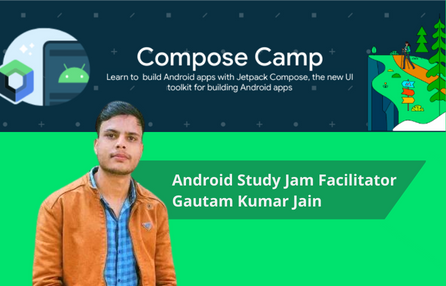 Compose Camp
Learn to build Android apps with Jetpack Compose, the new UI
toolkit for building Android apps
Android Study Jam Facilitator
Gautam Kumar Jain